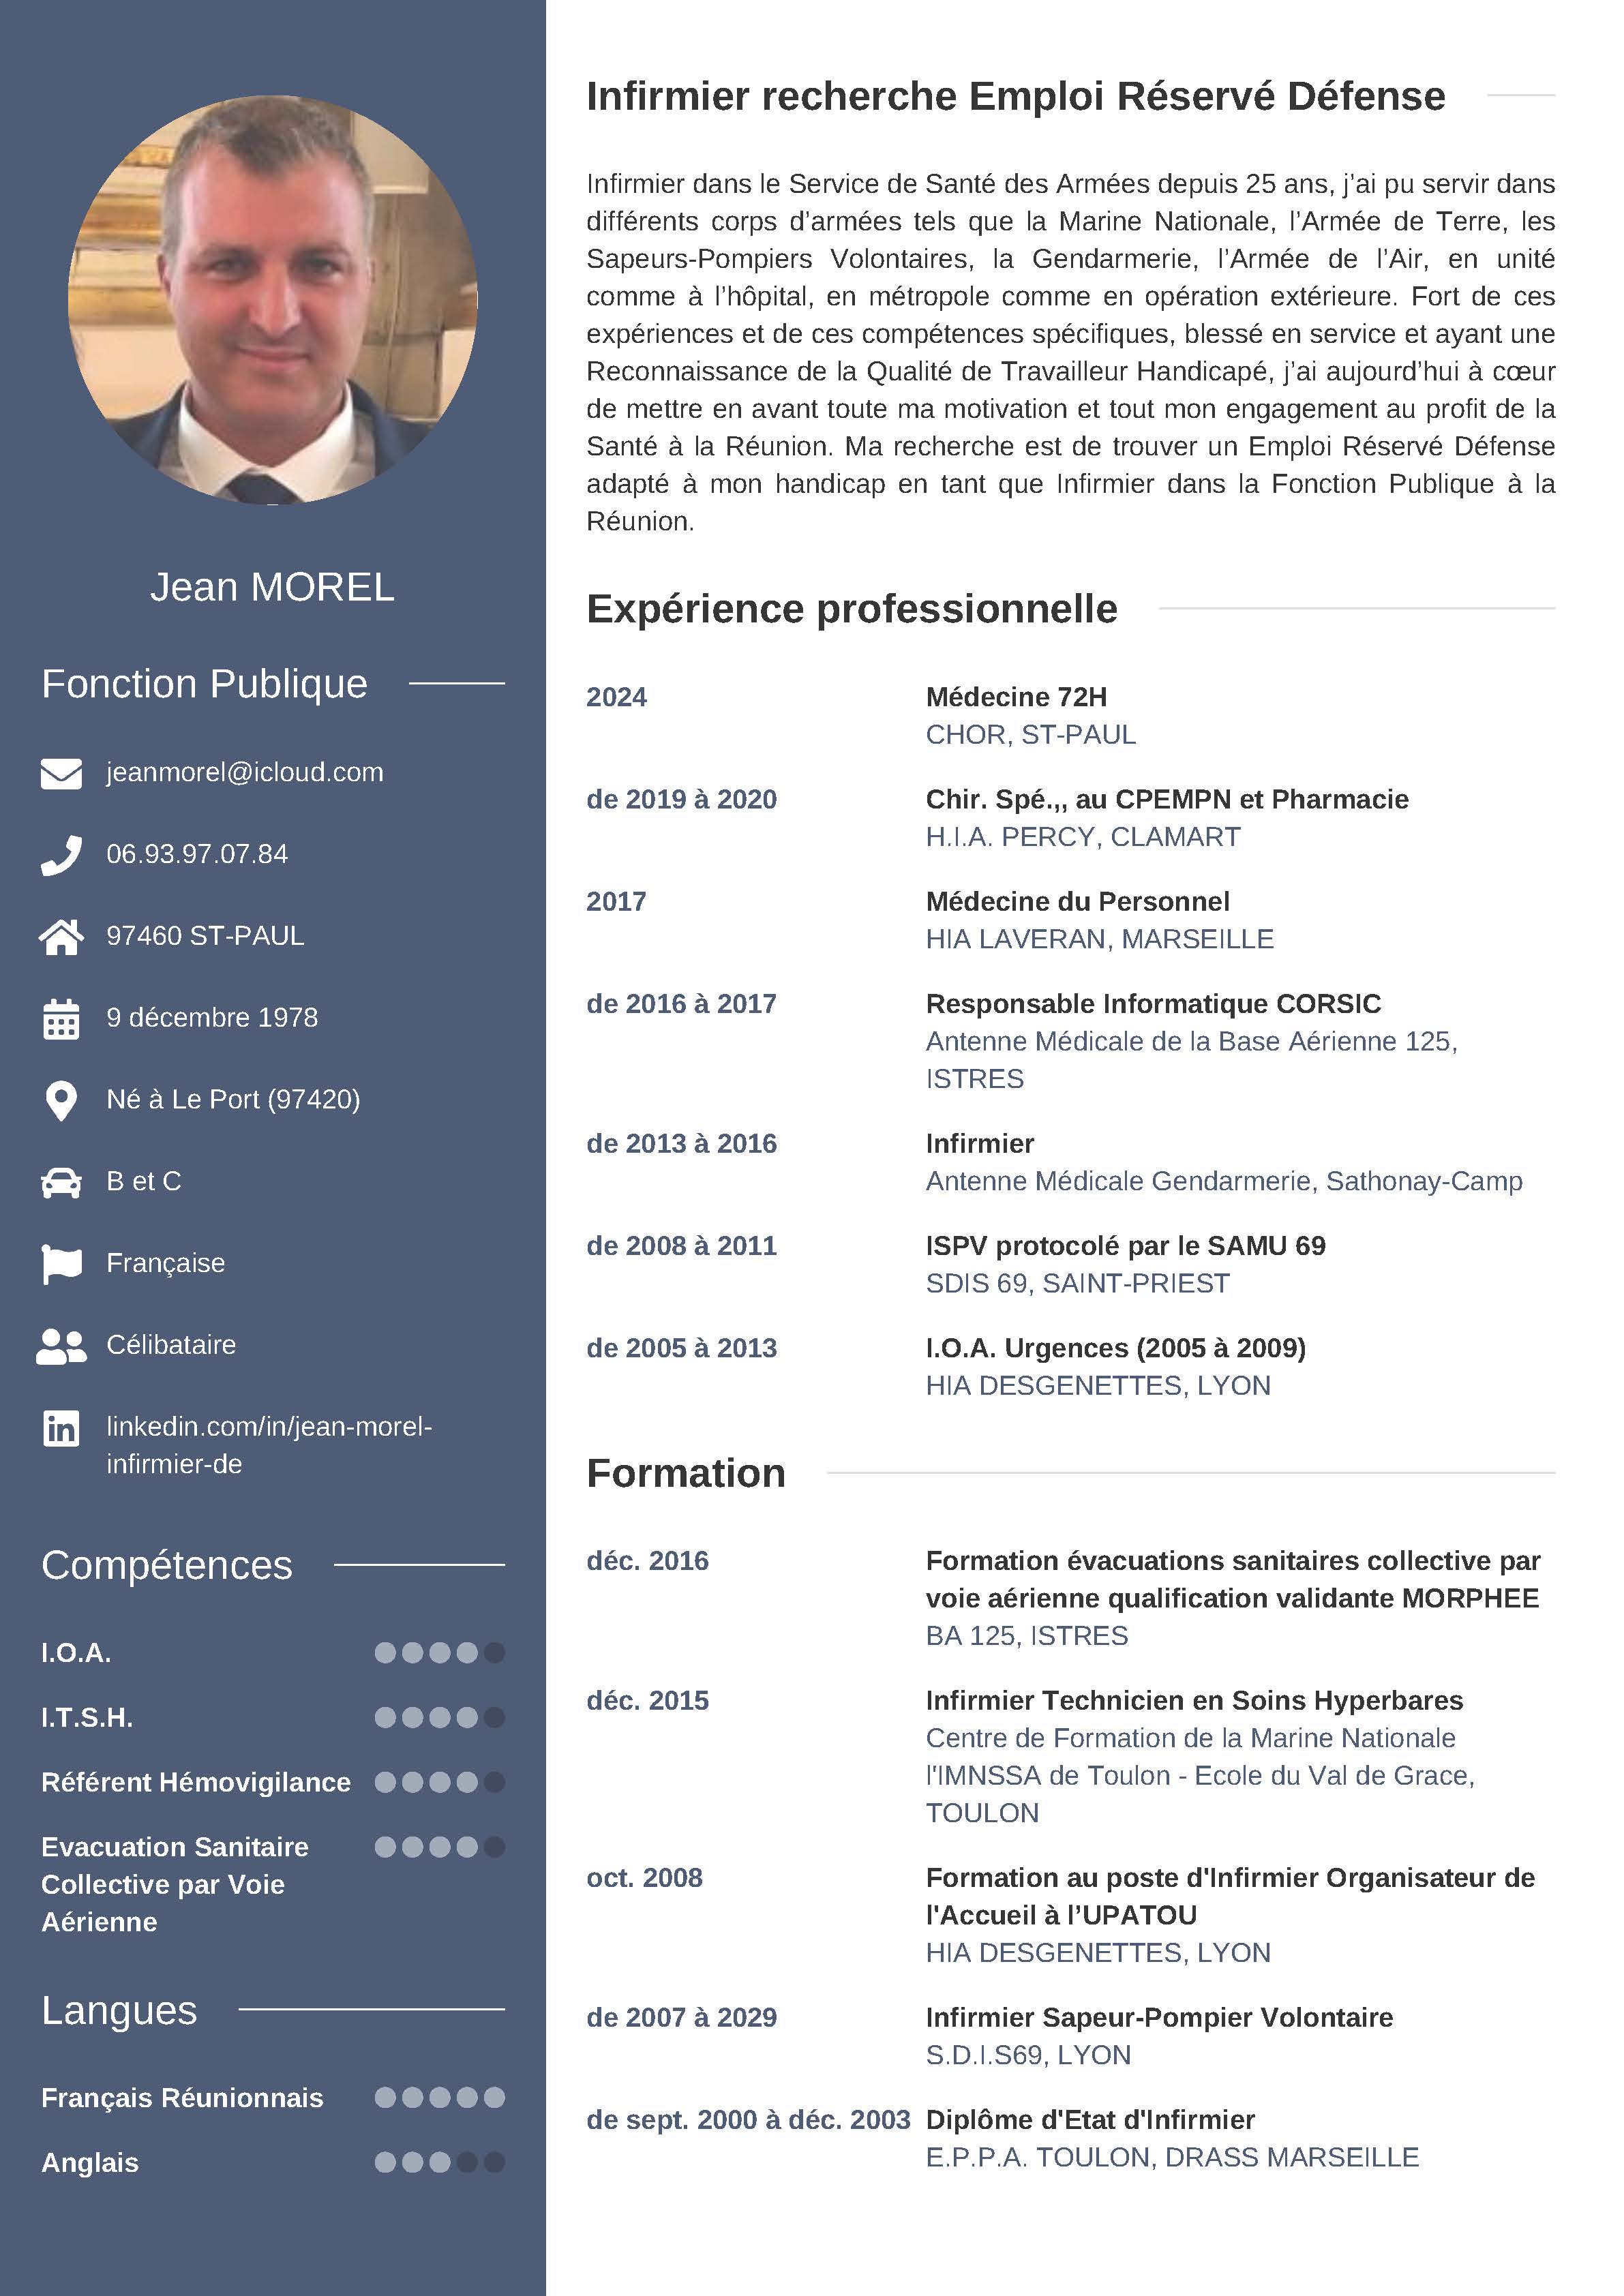 Jean MOREL
Fonction Publique
jeanmorel@icloud.com
06.93.97.07.84
97460 ST-PAUL
9 décembre 1978
Né à Le Port (97420)
B et C
Française
Célibataire
linkedin.com/in/jean-morel-
infirmier-de
Compétences
I.O.A.
I.T.S.H.
Référent Hémovigilance
Evacuation Sanitaire
Collective par Voie
Aérienne
Langues
Français Réunionnais
Anglais
Infirmier recherche Emploi Réservé Défense
Infirmier dans le Service de Santé des Armées depuis 25 ans, j’ai pu servir dans
différents corps d’armées tels que la Marine Nationale, l’Armée de Terre, les
Sapeurs-Pompiers Volontaires, la Gendarmerie, l’Armée de l’Air, en unité
comme à l’hôpital, en métropole comme en opération extérieure. Fort de ces
expériences et de ces compétences spécifiques, blessé en service et ayant une
Reconnaissance de la Qualité de Travailleur Handicapé, j’ai aujourd’hui à cœur
de mettre en avant toute ma motivation et tout mon engagement au profit de la
Santé à la Réunion. Ma recherche est de trouver un Emploi Réservé Défense
adapté à mon handicap en tant que Infirmier dans la Fonction Publique à la
Réunion.
Expérience professionnelle
2024 Médecine 72H
CHOR, ST-PAUL
de 2019 à 2020 Chir. Spé.,, au CPEMPN et Pharmacie
H.I.A. PERCY, CLAMART
2017 Médecine du Personnel
HIA LAVERAN, MARSEILLE
de 2016 à 2017 Responsable Informatique CORSIC
Antenne Médicale de la Base Aérienne 125,
ISTRES
de 2013 à 2016 Infirmier
Antenne Médicale Gendarmerie, Sathonay-Camp
de 2008 à 2011 ISPV protocolé par le SAMU 69
SDIS 69, SAINT-PRIEST
de 2005 à 2013 I.O.A. Urgences (2005 à 2009)
HIA DESGENETTES, LYON
Formation
déc. 2016 Formation évacuations sanitaires collective par
voie aérienne qualification validante MORPHEE
BA 125, ISTRES
déc. 2015 Infirmier Technicien en Soins Hyperbares
Centre de Formation de la Marine Nationale
l'IMNSSA de Toulon - Ecole du Val de Grace,
TOULON
oct. 2008 Formation au poste d'Infirmier Organisateur de
l'Accueil à l’UPATOU
HIA DESGENETTES, LYON
de 2007 à 2029 Infirmier Sapeur-Pompier Volontaire
S.D.I.S69, LYON
de sept. 2000 à déc. 2003 Diplôme d'Etat d'Infirmier
E.P.P.A. TOULON, DRASS MARSEILLE